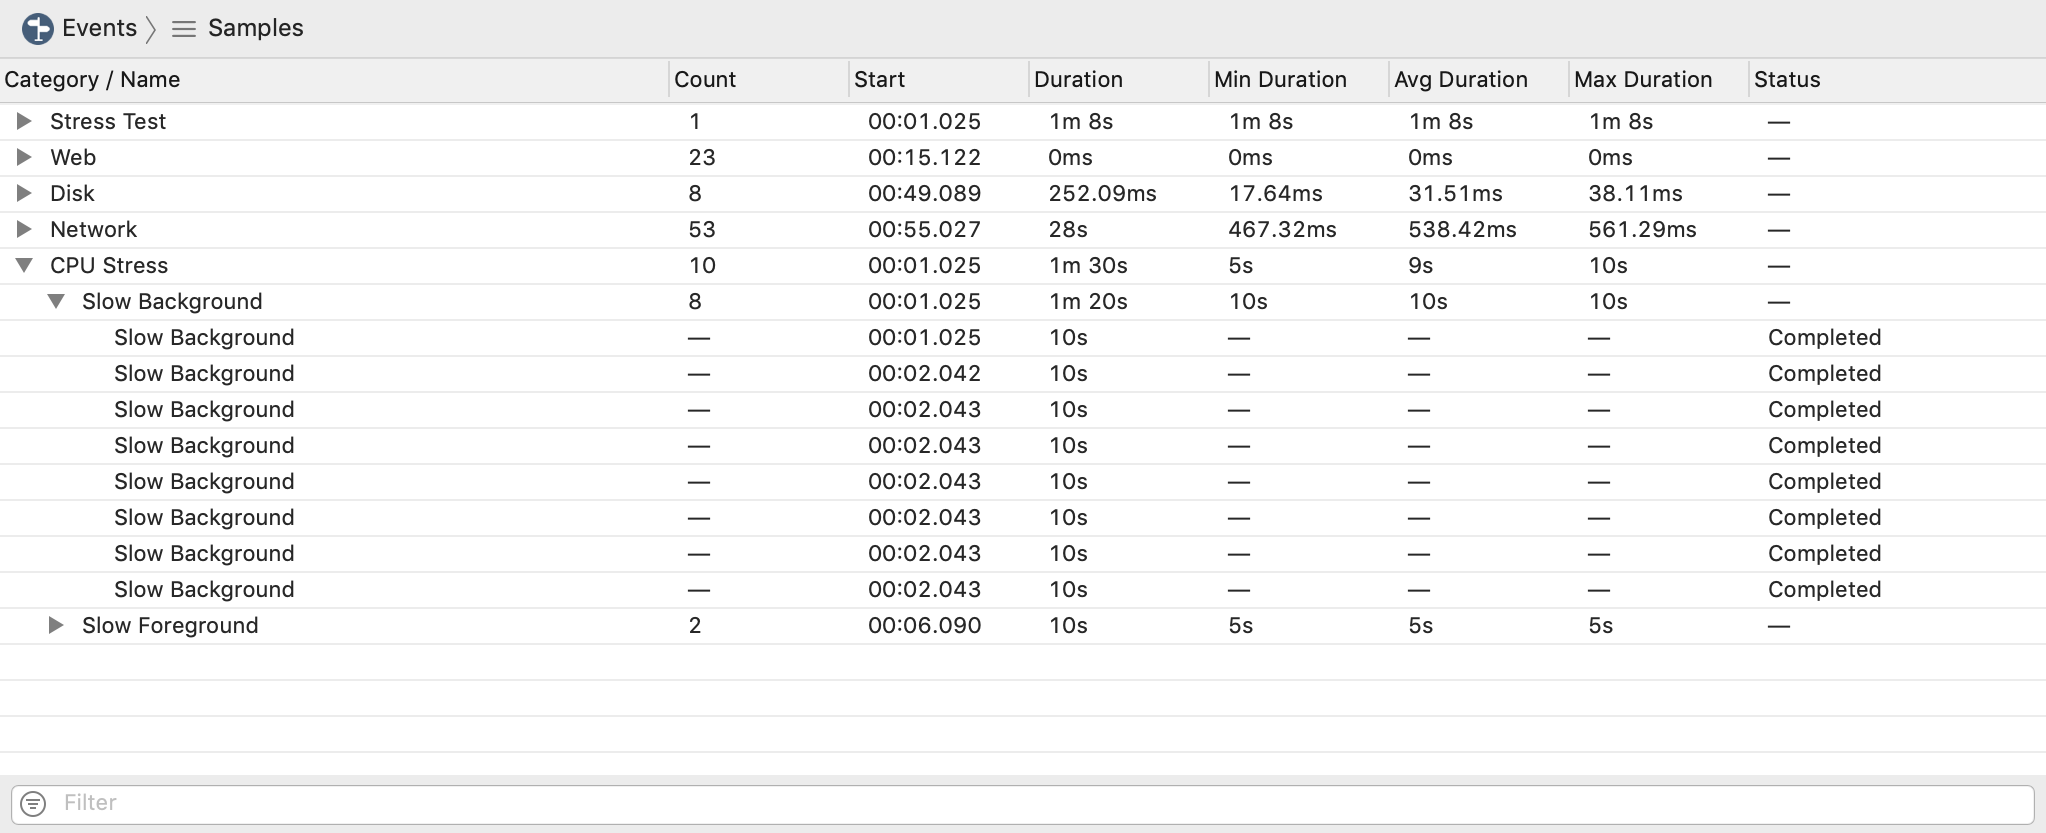 Events Samples
Category / Name Count Start Duration Min Duration Avg Duration Max Duration Status
Stress Test 1 00:01.025 1m 8s 1m 8s 1m 8s 1m 8s —
Web 23 00:15.122 0ms 0ms 0ms 0ms —
Disk 8 00:49.089 252.09ms 17.64ms 31.51ms 38.11ms —
Network 53 00:55.027 28s 467.32ms 538.42ms 561.29ms —
CPU Stress 10 00:01.025 1m 30s 5s 9s 10s —
Slow Background 8 00:01.025 1m 20s 10s 10s 10s —
Slow Background — 00:01.025 10s — — — Completed
Slow Background — 00:02.042 10s — — — Completed
Slow Background — 00:02.043 10s — — — Completed
Slow Background — 00:02.043 10s — — — Completed
Slow Background — 00:02.043 10s — — — Completed
Slow Background — 00:02.043 10s — — — Completed
Slow Background — 00:02.043 10s — — — Completed
Slow Background — 00:02.043 10s — — — Completed
Slow Foreground 2 00:06.090 10s 5s 5s 5s —
Filter